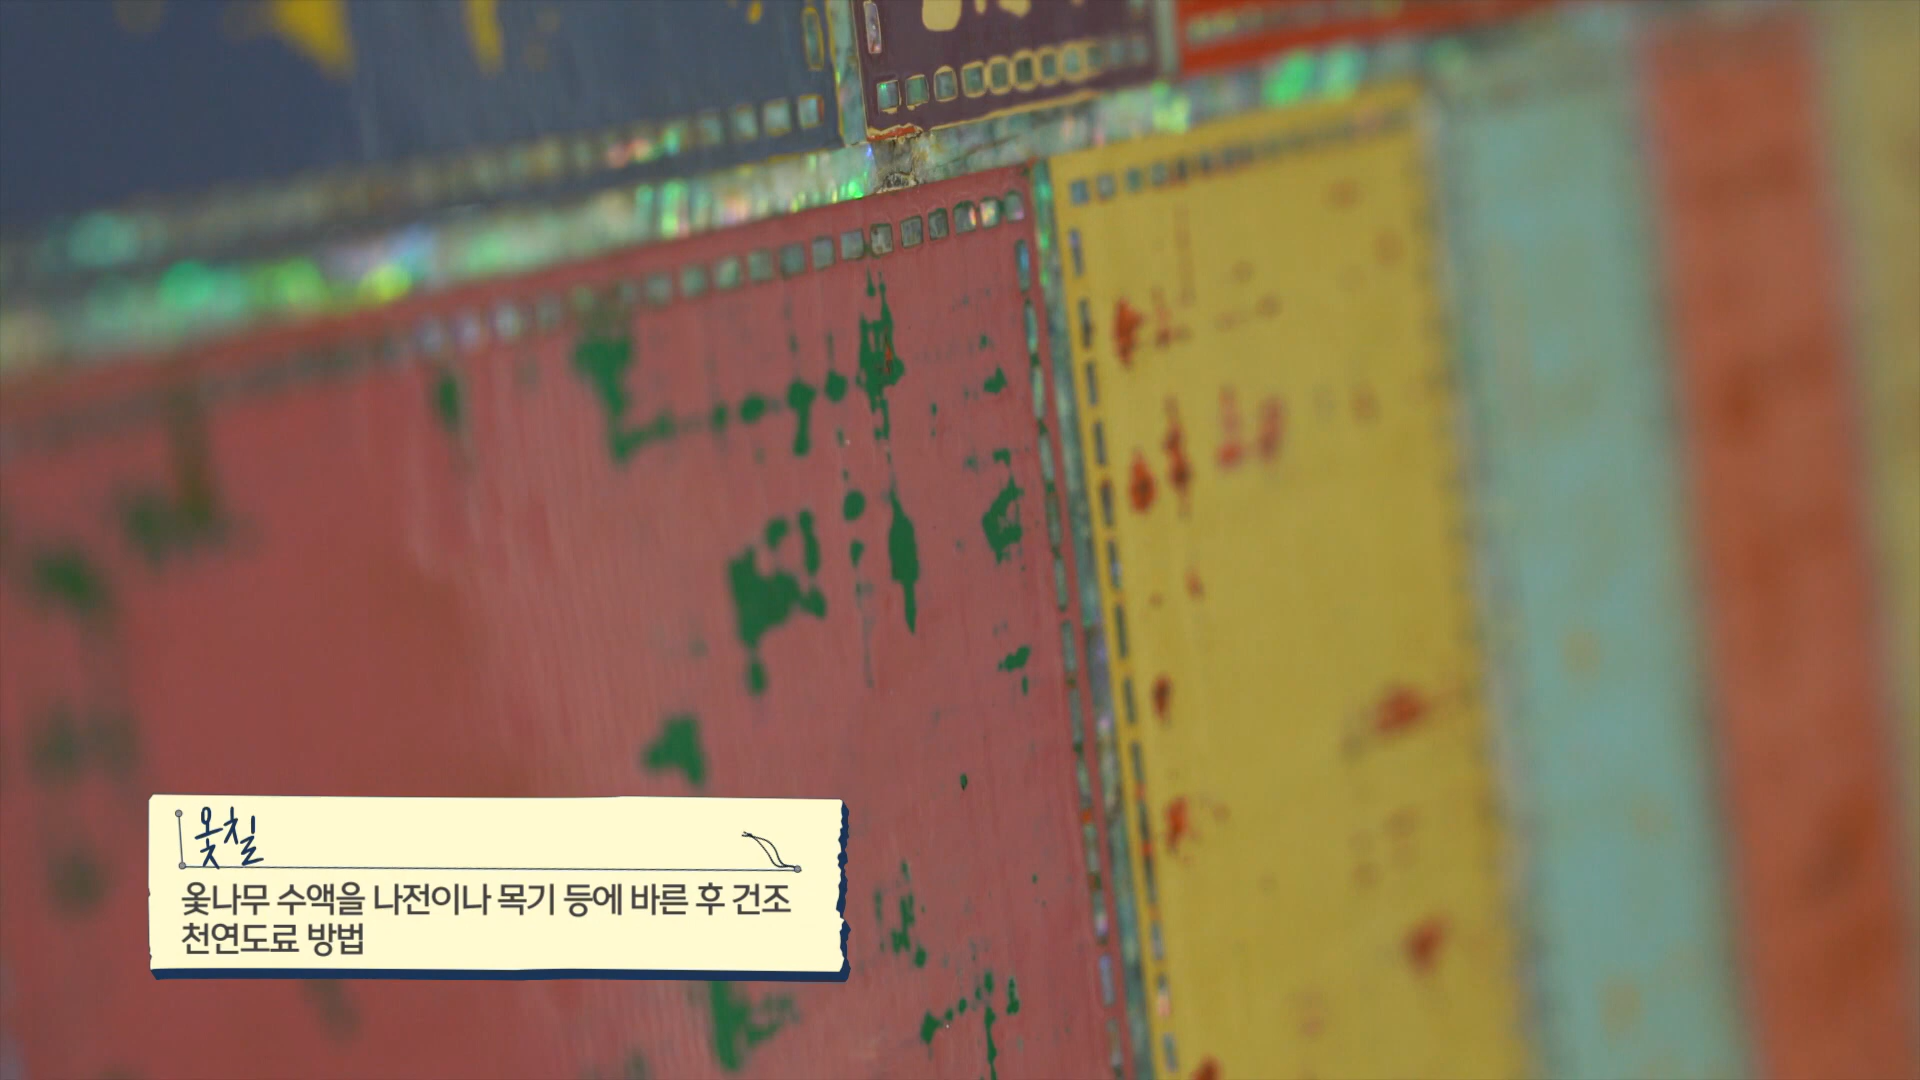 옻칠
옻나무 수액을 나전이나 목기 등에 바른 후 건조
천연도료 방법